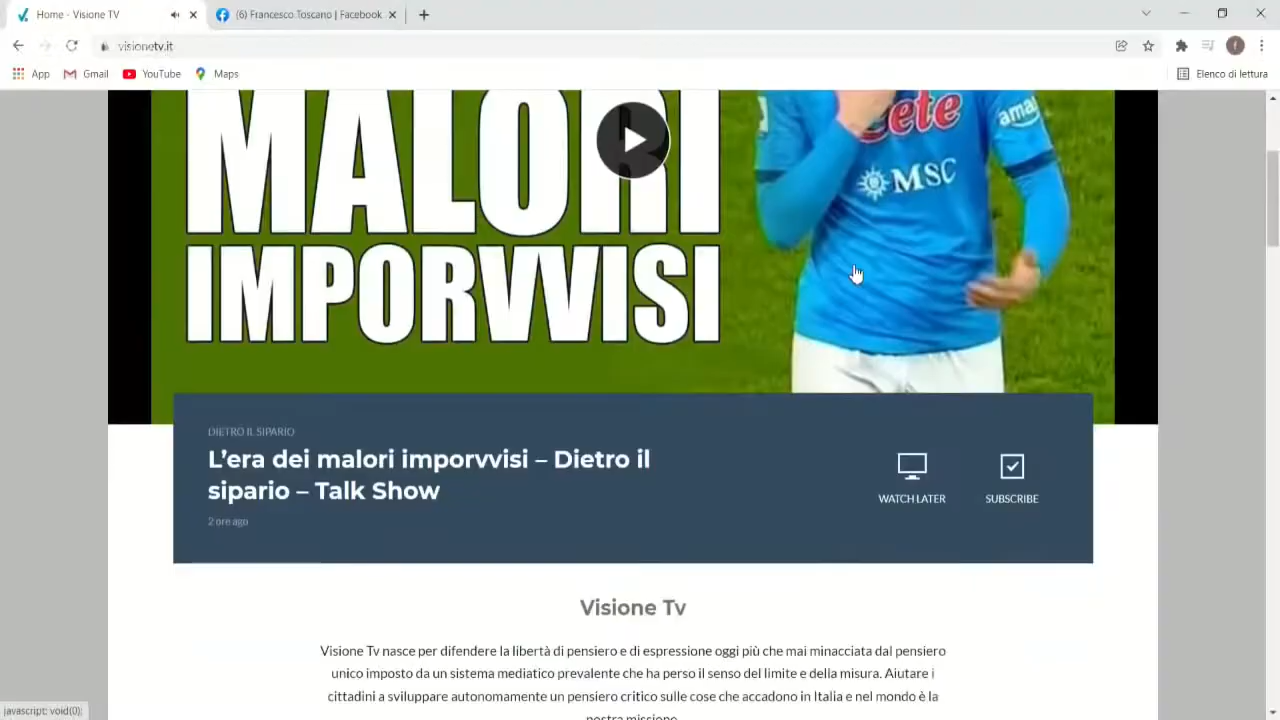 Home - Visione TV
(6) Francesco Toscano | Facebook
visionetv.it
App
Gmail
YouTube
Maps
Elenco di lettura
MALORI
IMPORVVISI
ete
ama
MSC
DIETRO IL SIPARIO
L'era dei malori imporvvisi – Dietro il
sipario – Talk Show
2 ore ago
WATCH LATER
SUBSCRIBE
Visione Tv
Visione Tv nasce per difendere la libertà di pensiero e di espressione oggi più che mai minacciata dal pensiero
unico imposto da un sistema mediatico prevalente che ha perso il senso del limite e della misura. Aiutare i
cittadini a sviluppare autonomamente un pensiero critico sulle cose che accadono in Italia e nel mondo è la
nostra missione.
javascript: void(0);